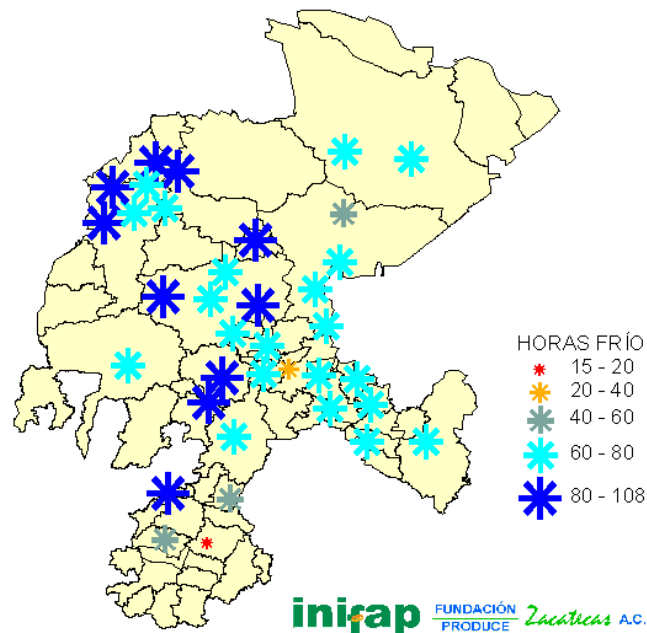 HORAS FRÍO
15 - 20
20 - 40
40 - 60
60 - 80
80 - 108
inifap
FUNDACIÓN
PRODUCE
Zacatecas A.C.